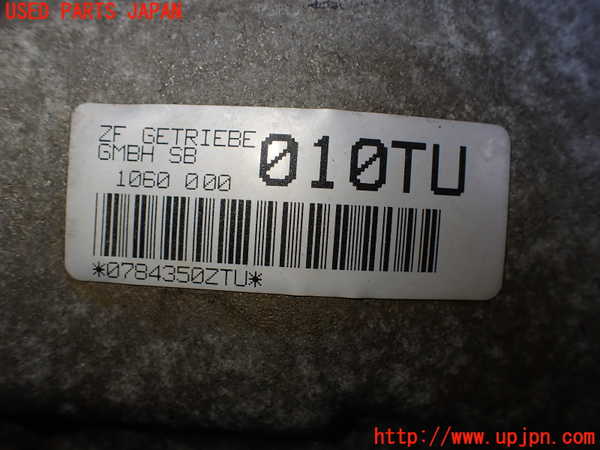 USED PARTS JAPAN
ZF GETRIEBE
GMBH SB
010TU
1060 000
*0784350ZTU*
http://www.upjpn.com/